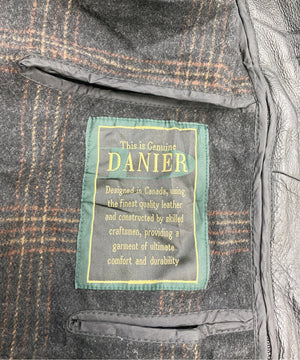 This is Genuine
DANIER
Designed in Canada, using
the finest quality leather
and constructed by skilled
craftsmen, providing a
garment of ultimate
comfort and durability